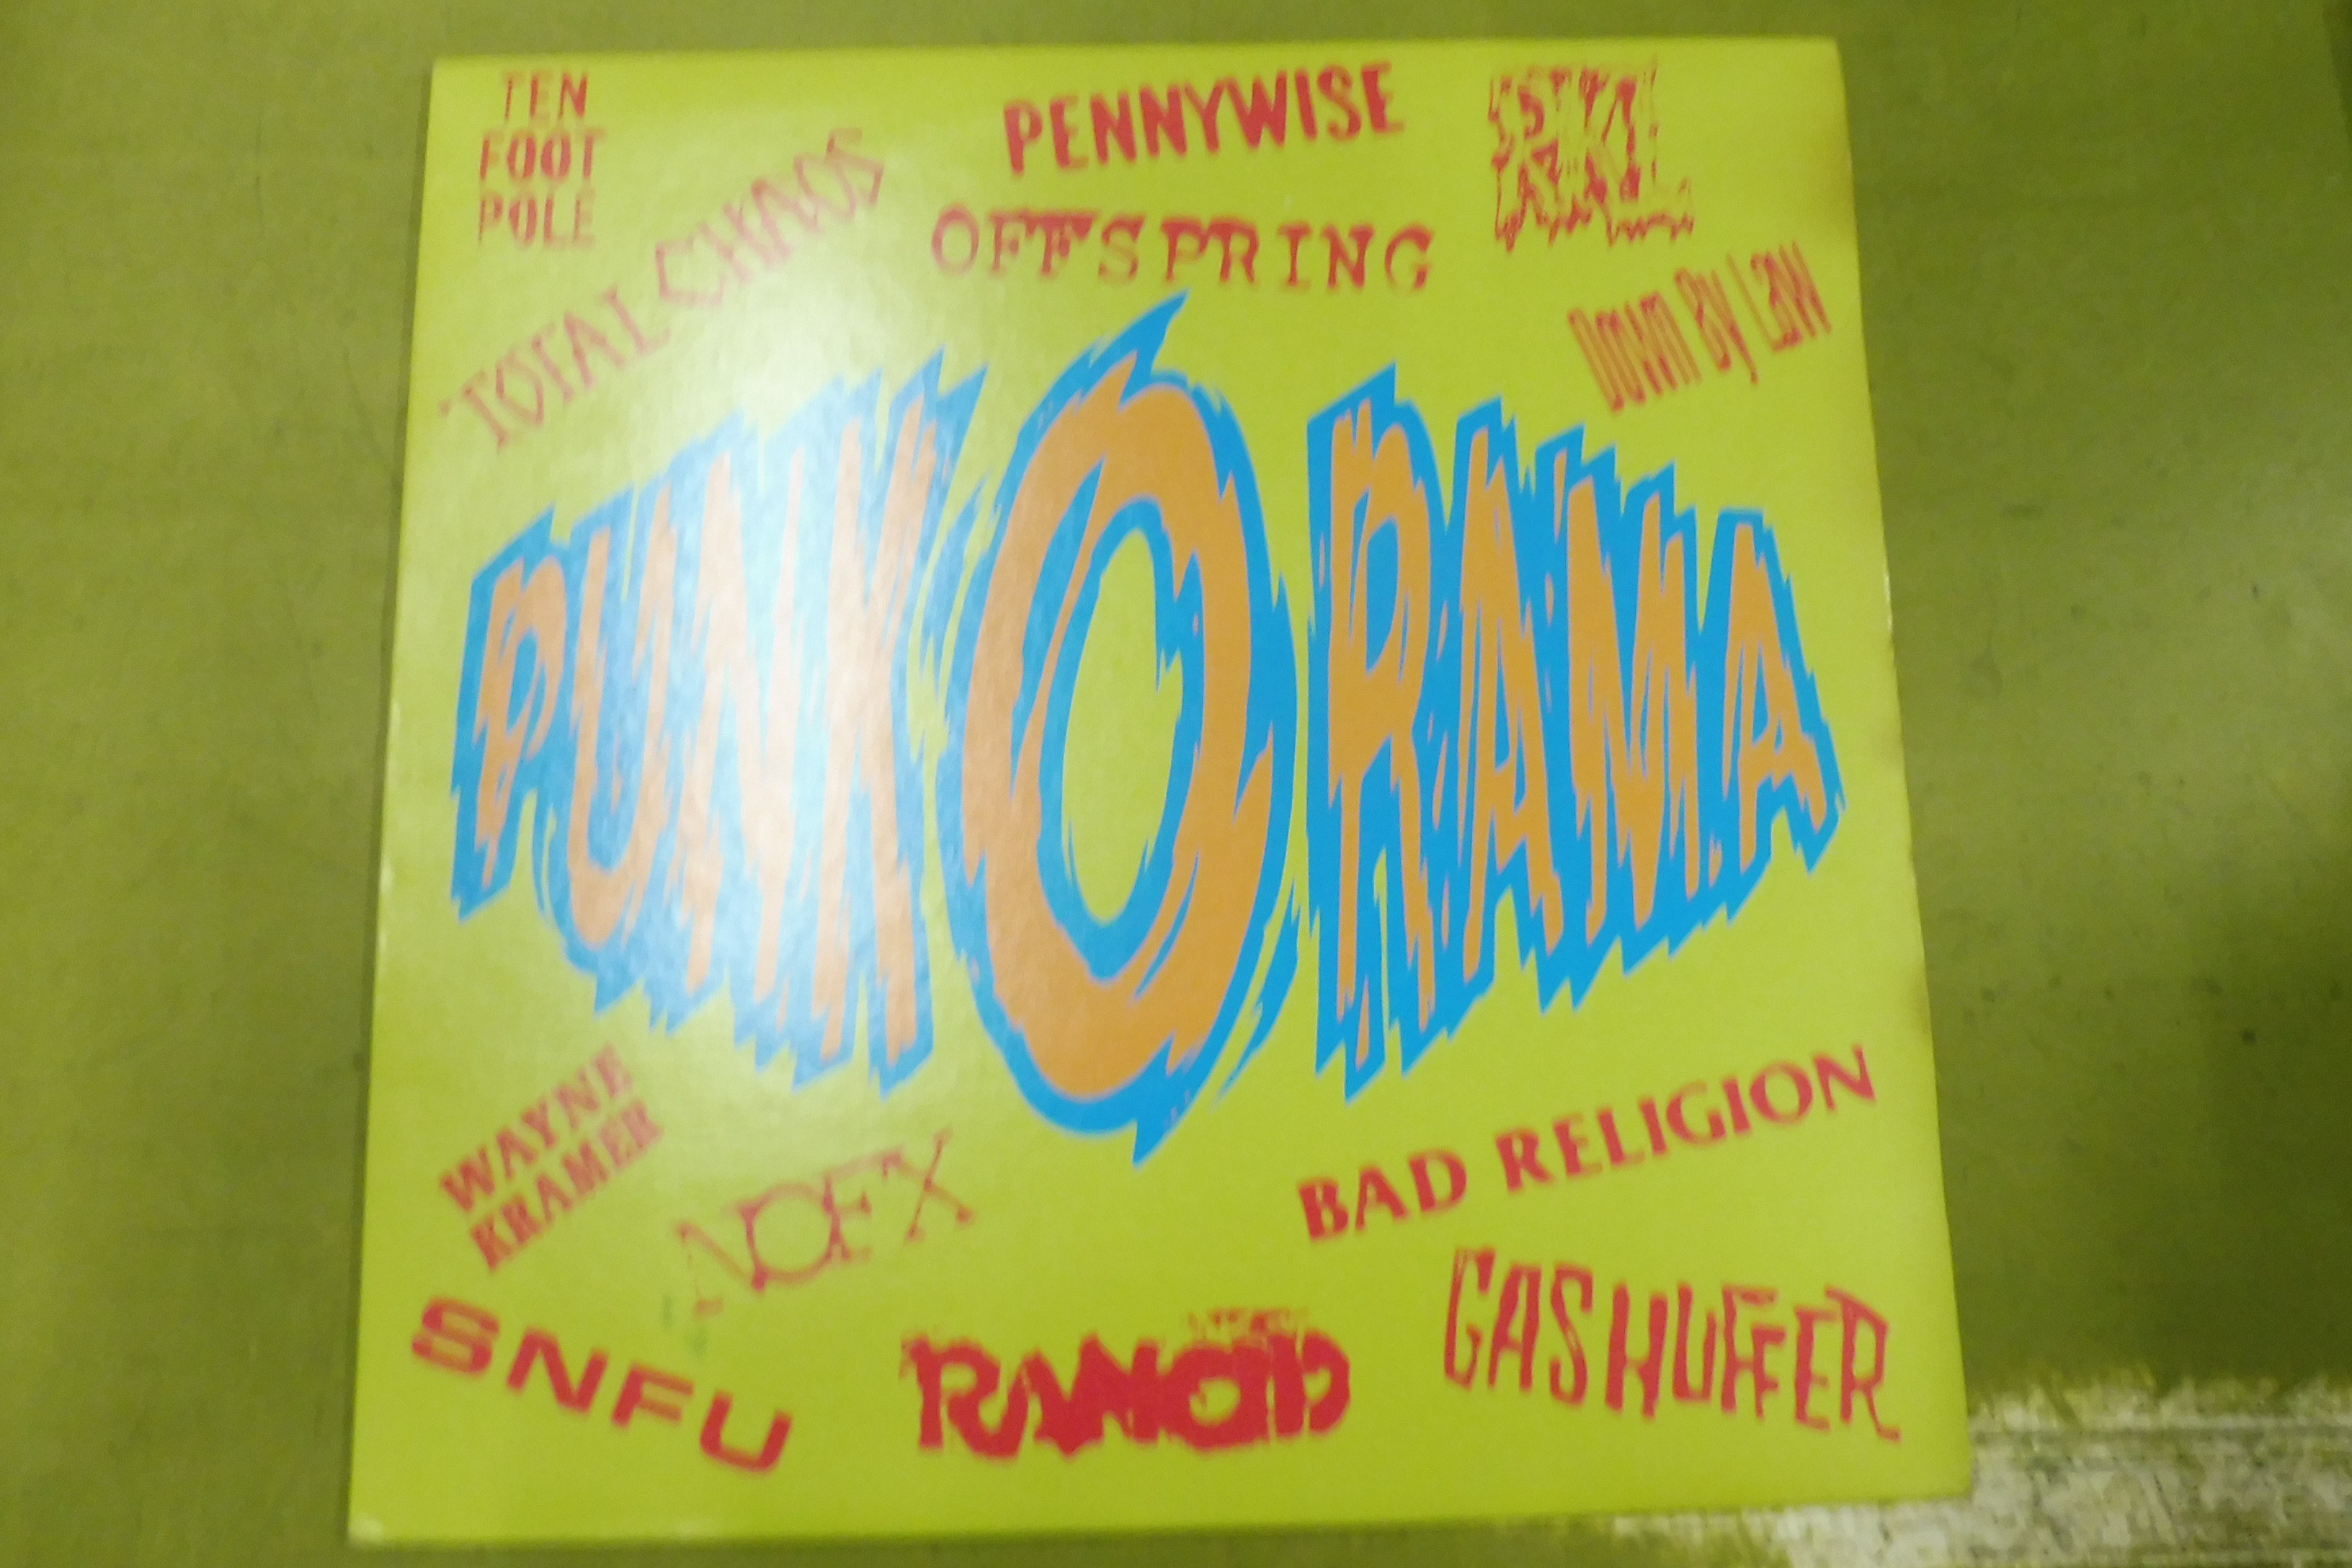 TEN
FOOT
POLE
TOTAL CHAOS
PENNYWISE
OFFSPRING
DOWN BY LAW
PUNK O RAMA
WAYNE
KRAMER
NOFX
BAD RELIGION
SNFU
RANCID
GAS HUFFER